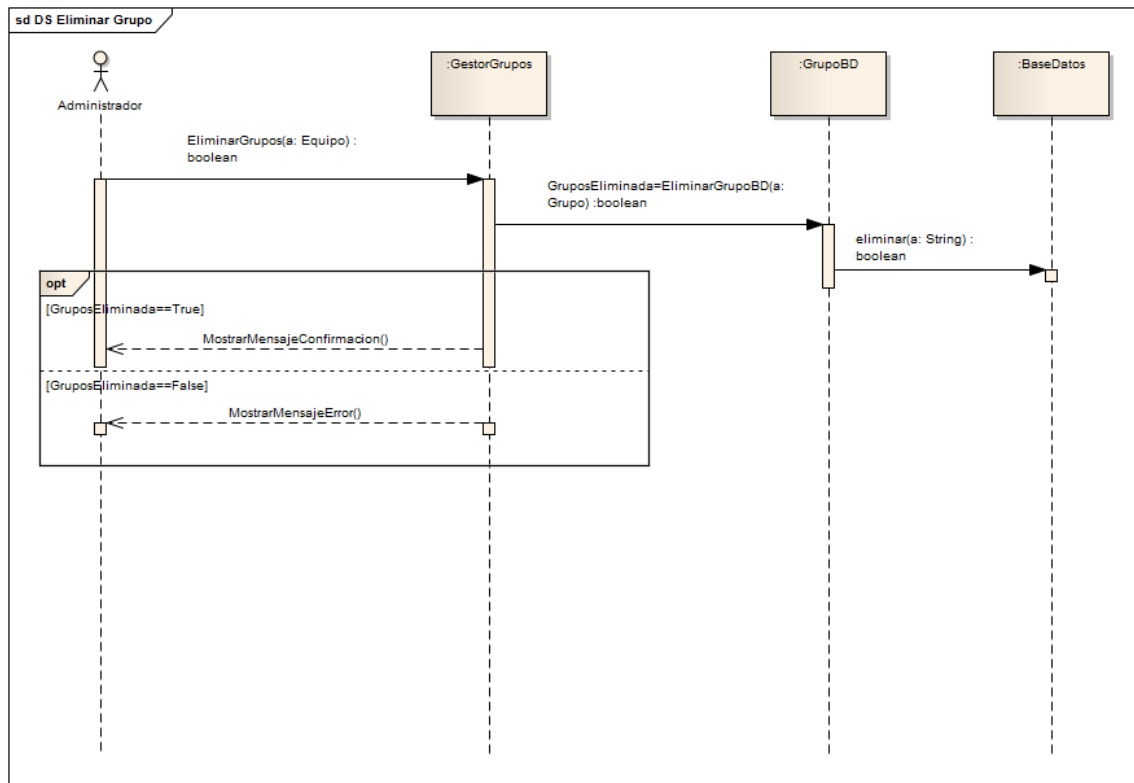 sd DS Eliminar Grupo
Administrador
:GestorGrupos
:GrupoBD
:BaseDatos
EliminarGrupos(a: Equipo) :
boolean
GruposEliminada=EliminarGrupoBD(a:
Grupo) :boolean
eliminar(a: String) :
boolean
opt
[GruposEliminada==True]
MostrarMensajeConfirmacion()
[GruposEliminada==False]
MostrarMensajeError()